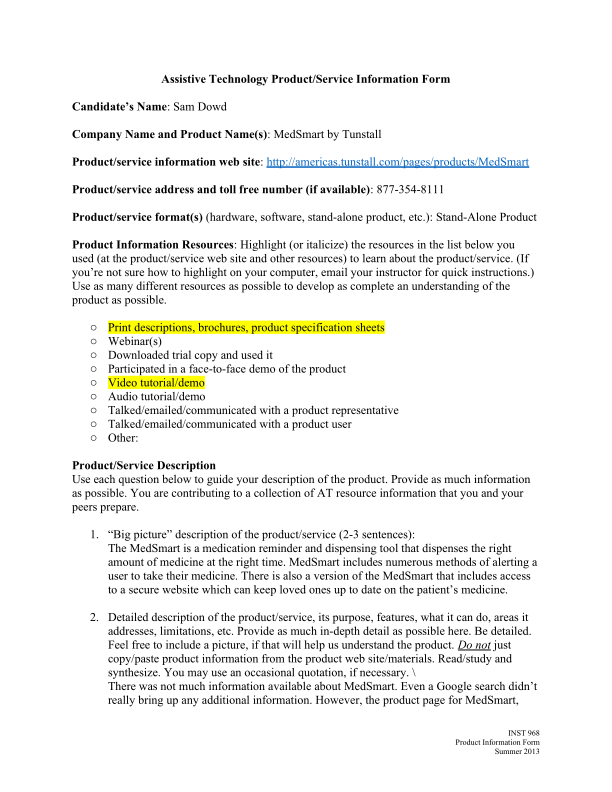 Assistive Technology Product/Service Information Form
Candidate’s Name: Sam Dowd
Company Name and Product Name(s): MedSmart by Tunstall
Product/service information web site: http://americas.tunstall.com/pages/products/MedSmart
Product/service address and toll free number (if available): 877-354-8111
Product/service format(s) (hardware, software, stand-alone product, etc.): Stand-Alone Product
Product Information Resources: Highlight (or italicize) the resources in the list below you
used (at the product/service web site and other resources) to learn about the product/service. (If
you’re not sure how to highlight on your computer, email your instructor for quick instructions.)
Use as many different resources as possible to develop as complete an understanding of the
product as possible.
○ Print descriptions, brochures, product specification sheets
○ Webinar(s)
○ Downloaded trial copy and used it
○ Participated in a face-to-face demo of the product
○ Video tutorial/demo
○ Audio tutorial/demo
○ Talked/emailed/communicated with a product representative
○ Talked/emailed/communicated with a product user
○ Other:
Product/Service Description
Use each question below to guide your description of the product. Provide as much information
as possible. You are contributing to a collection of AT resource information that you and your
peers prepare.
1. “Big picture” description of the product/service (2-3 sentences):
The MedSmart is a medication reminder and dispensing tool that dispenses the right
amount of medicine at the right time. MedSmart includes numerous methods of alerting a
user to take their medicine. There is also a version of the MedSmart that includes access
to a secure website which can keep loved ones up to date on the patient’s medicine.
2. Detailed description of the product/service, its purpose, features, what it can do, areas it
addresses, limitations, etc. Provide as much in-depth detail as possible here. Be detailed.
Feel free to include a picture, if that will help us understand the product. Do not just
copy/paste product information from the product web site/materials. Read/study and
synthesize. You may use an occasional quotation, if necessary. \
There was not much information available about MedSmart. Even a Google search didn’t
really bring up any additional information. However, the product page for MedSmart,
INST 968
Product Information Form
Summer 2013